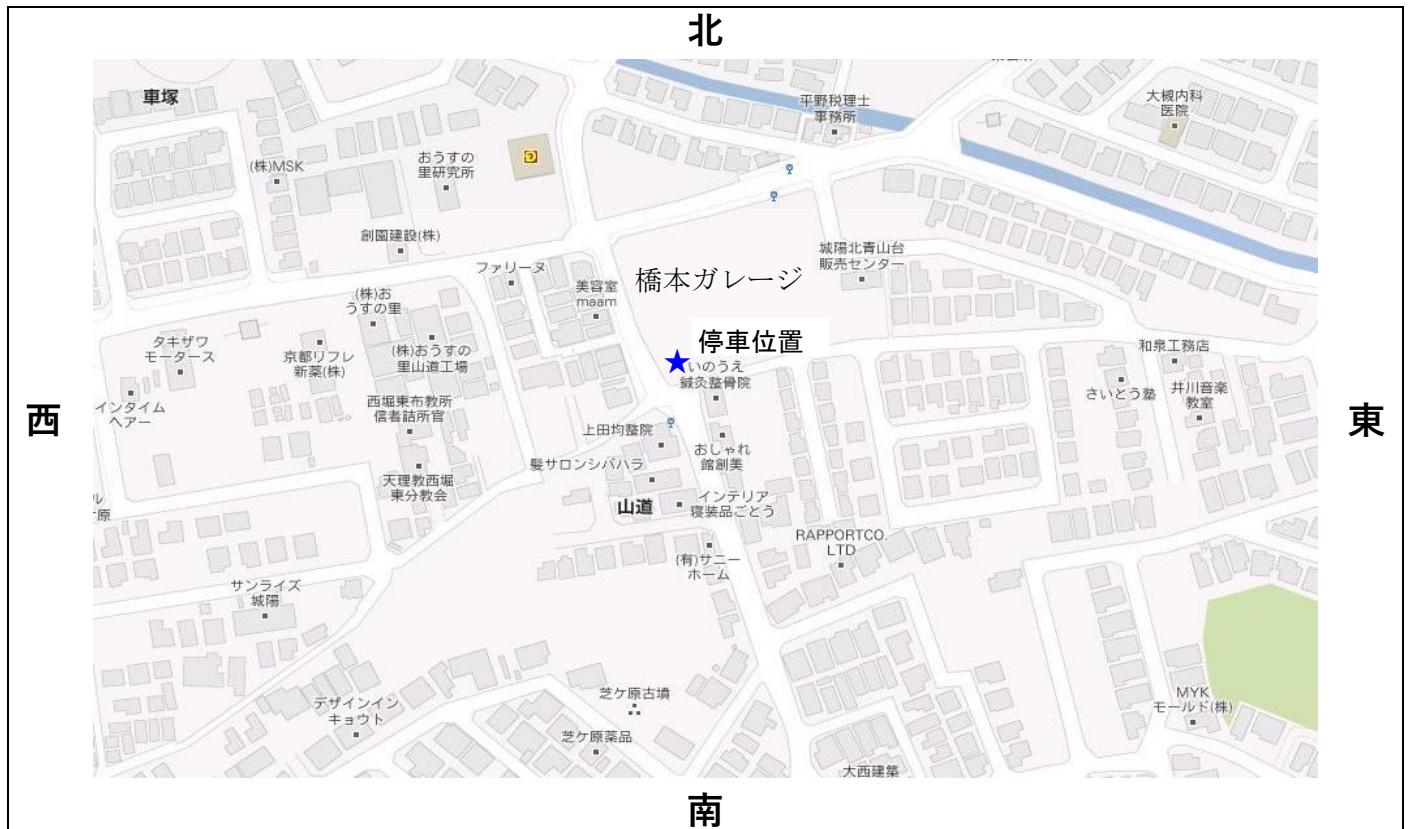 北
車塚
平野税理士
事務所
大槻内科
医院
(株)MSK
おうすの
里研究所
創園建設(株)
城陽北青山台
販売センター
ファリーヌ
橋本ガレージ
美容室
maam
(株)お
うすの里
停車位置
タキザワ
モータース
京都リフレ
新薬(株)
(株)おうすの
里山道工場
和泉工務店
いのうえ
鍼灸整骨院
さいとう塾
井川音楽
教室
インタイム
ヘアー
西堀東布教所
信者詰所官
西
東
上田均整院
おしゃれ
館創美
髪サロンシバハラ
天理教西堀
東分教会
ル
原
山道
インテリア
寝装品ごとう
RAPPORTCO.
LTD
(有)サニー
ホーム
サンライズ
城陽
デザインイン
キョウト
芝ケ原古墳
芝ケ原薬品
MYK
モールド(株)
大西建築
南